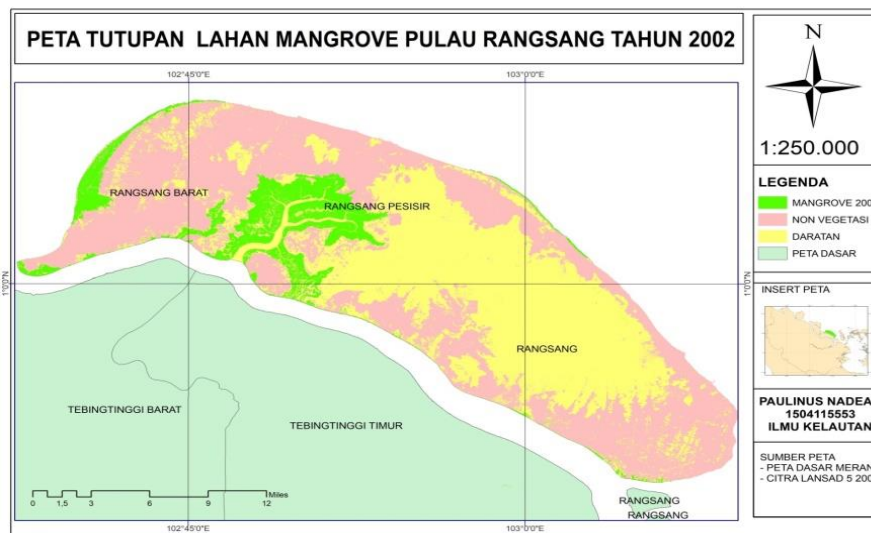 PETA TUTUPAN LAHAN MANGROVE PULAU RANGSANG TAHUN 2002
102°45'0"E
103°0'0"E
RANGSANG BARAT
RANGSANG PESISIR
1°0'0"N
1°0'0"N
RANGSANG
TEBINGTINGGI BARAT
TEBINGTINGGI TIMUR
0 1,5 3 6 9 12 Miles
RANGSANG
RANGSANG
102°45'0"E
103°0'0"E
N
1:250.000
LEGENDA
MANGROVE 200
NON VEGETASI
DARATAN
PETA DASAR
INSERT PETA
PAULINUS NADEA
1504115553
ILMU KELAUTAN
SUMBER PETA
- PETA DASAR MERAN
- CITRA LANSAD 5 200